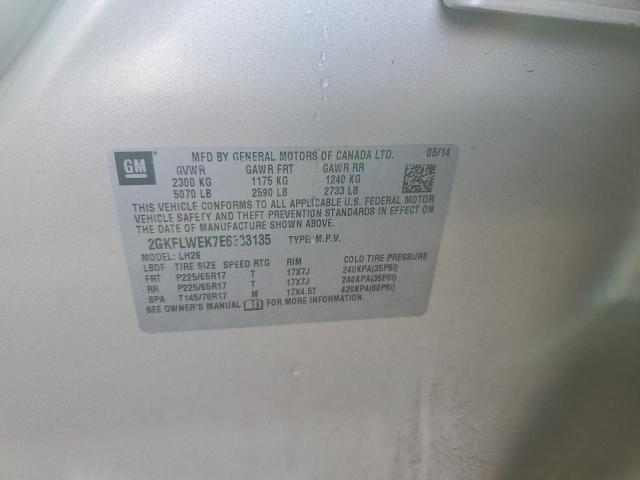 GM
MFD BY GENERAL MOTORS OF CANADA LTD. 05/14
GVWR GAWR FRT GAWR RR
2300 KG 1175 KG 1240 KG
5070 LB 2590 LB 2733 LB
THIS VEHICLE CONFORMS TO ALL APPLICABLE U.S. FEDERAL MOTOR
VEHICLE SAFETY AND THEFT PREVENTION STANDARDS IN EFFECT ON
THE DATE OF MANUFACTURE SHOWN ABOVE.
TYPE: M.P.V.
MODEL: LH26
LBDF TIRE SIZE SPEED RTG RIM COLD TIRE PRESSURE
FRT P225/65R17 T 17X7J 240KPA(35PSI)
RR P225/65R17 T 17X7J 240KPA(35PSI)
SPA T145/70R17 M 17X4.5T 420KPA(60PSI)
SEE OWNER'S MANUAL FOR MORE INFORMATION.